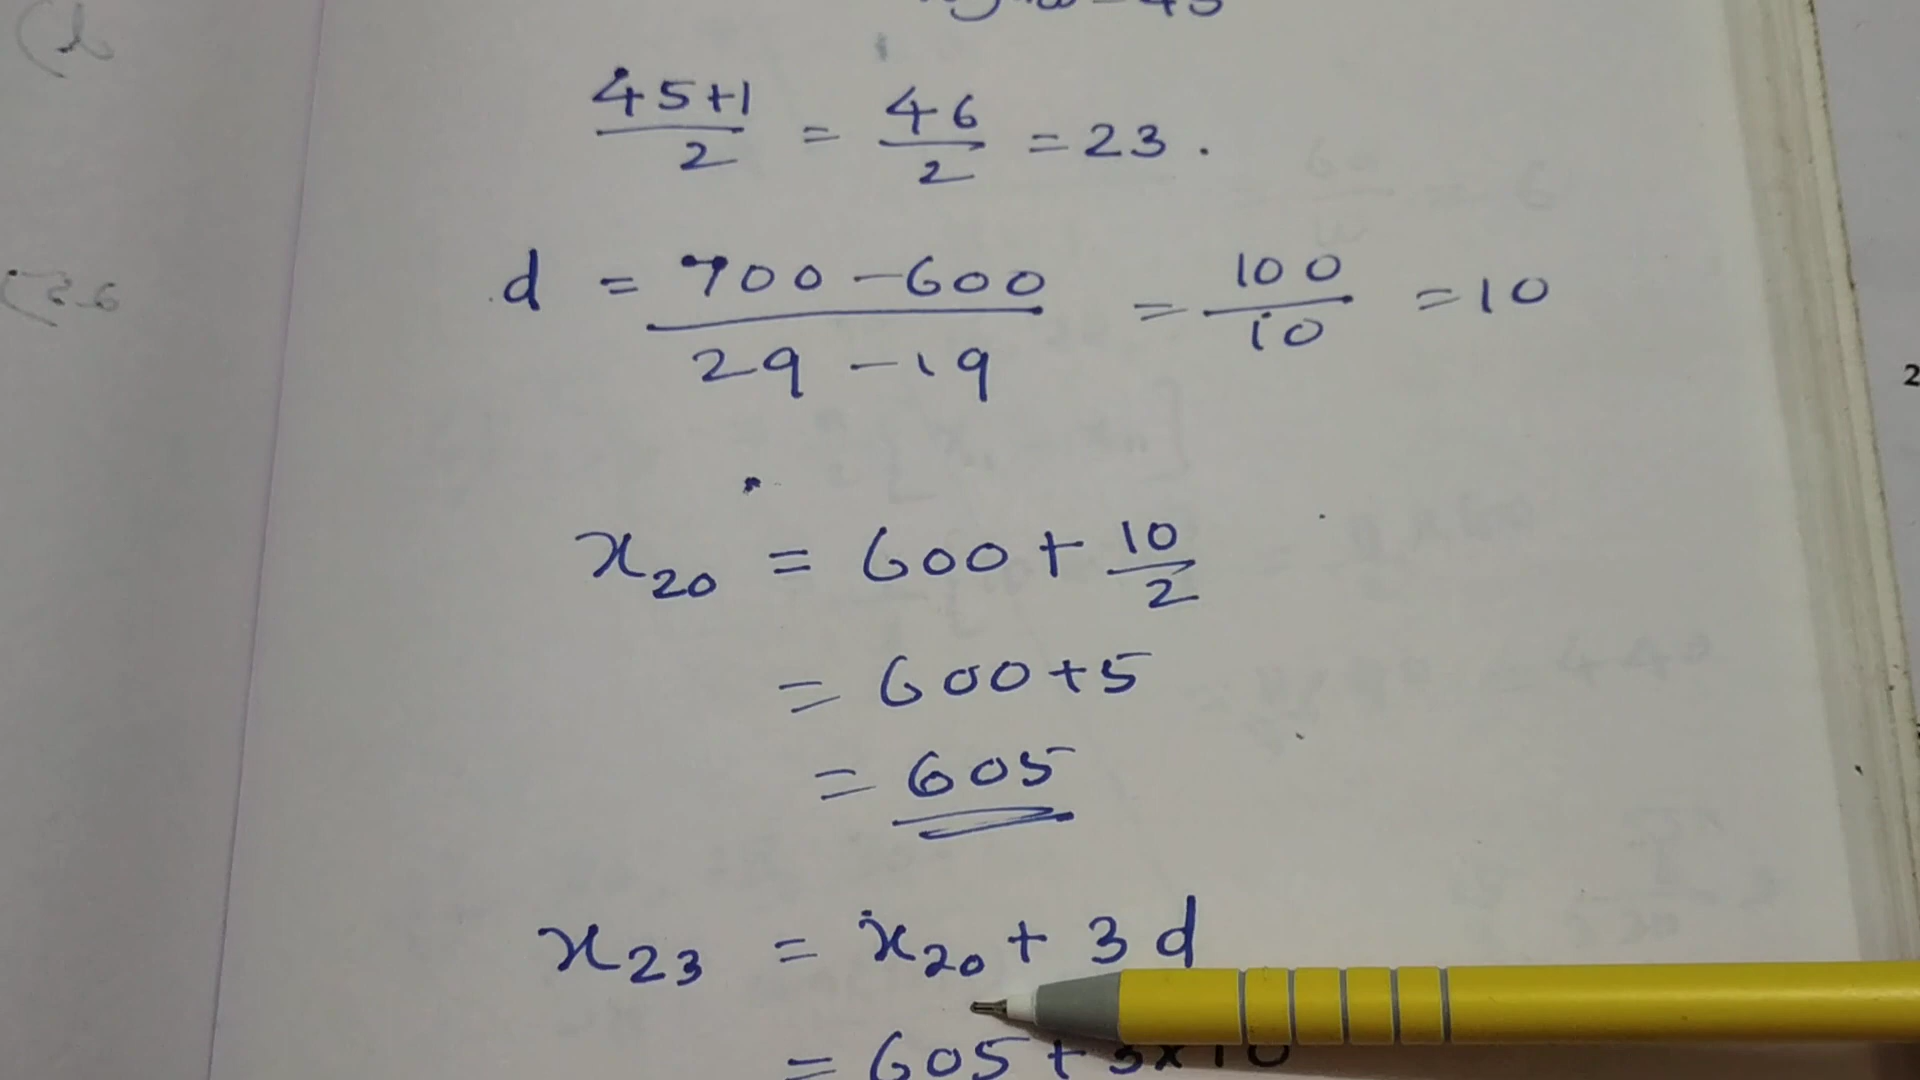 45+1/2 = 46/2 = 23.
d = 700-600/29-19 = 100/10 = 10
x20 = 600 + 10/2
= 600+5
= 605
x23 = x20 + 3d
= 605 + 3x10
2